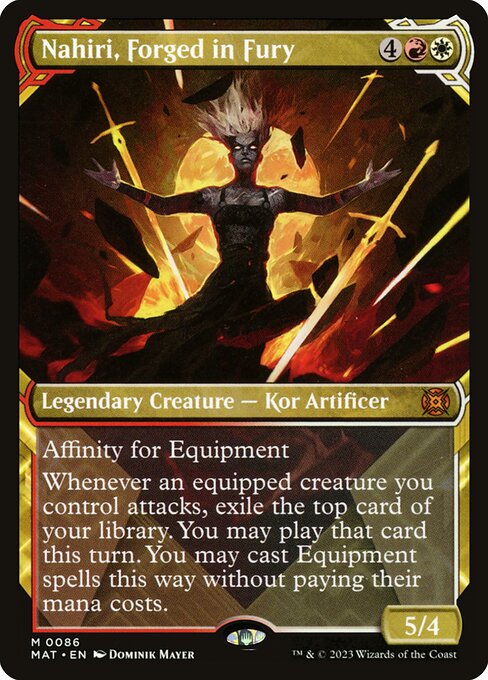 Nahiri, Forged in Fury 4
Legendary Creature — Kor Artificer
Affinity for Equipment
Whenever an equipped creature you
control attacks, exile the top card of
your library. You may play that card
this turn. You may cast Equipment
spells this way without paying their
mana costs.
5/4
M 0086
MAT • EN Dominik Mayer
™ & © 2023 Wizards of the Coast